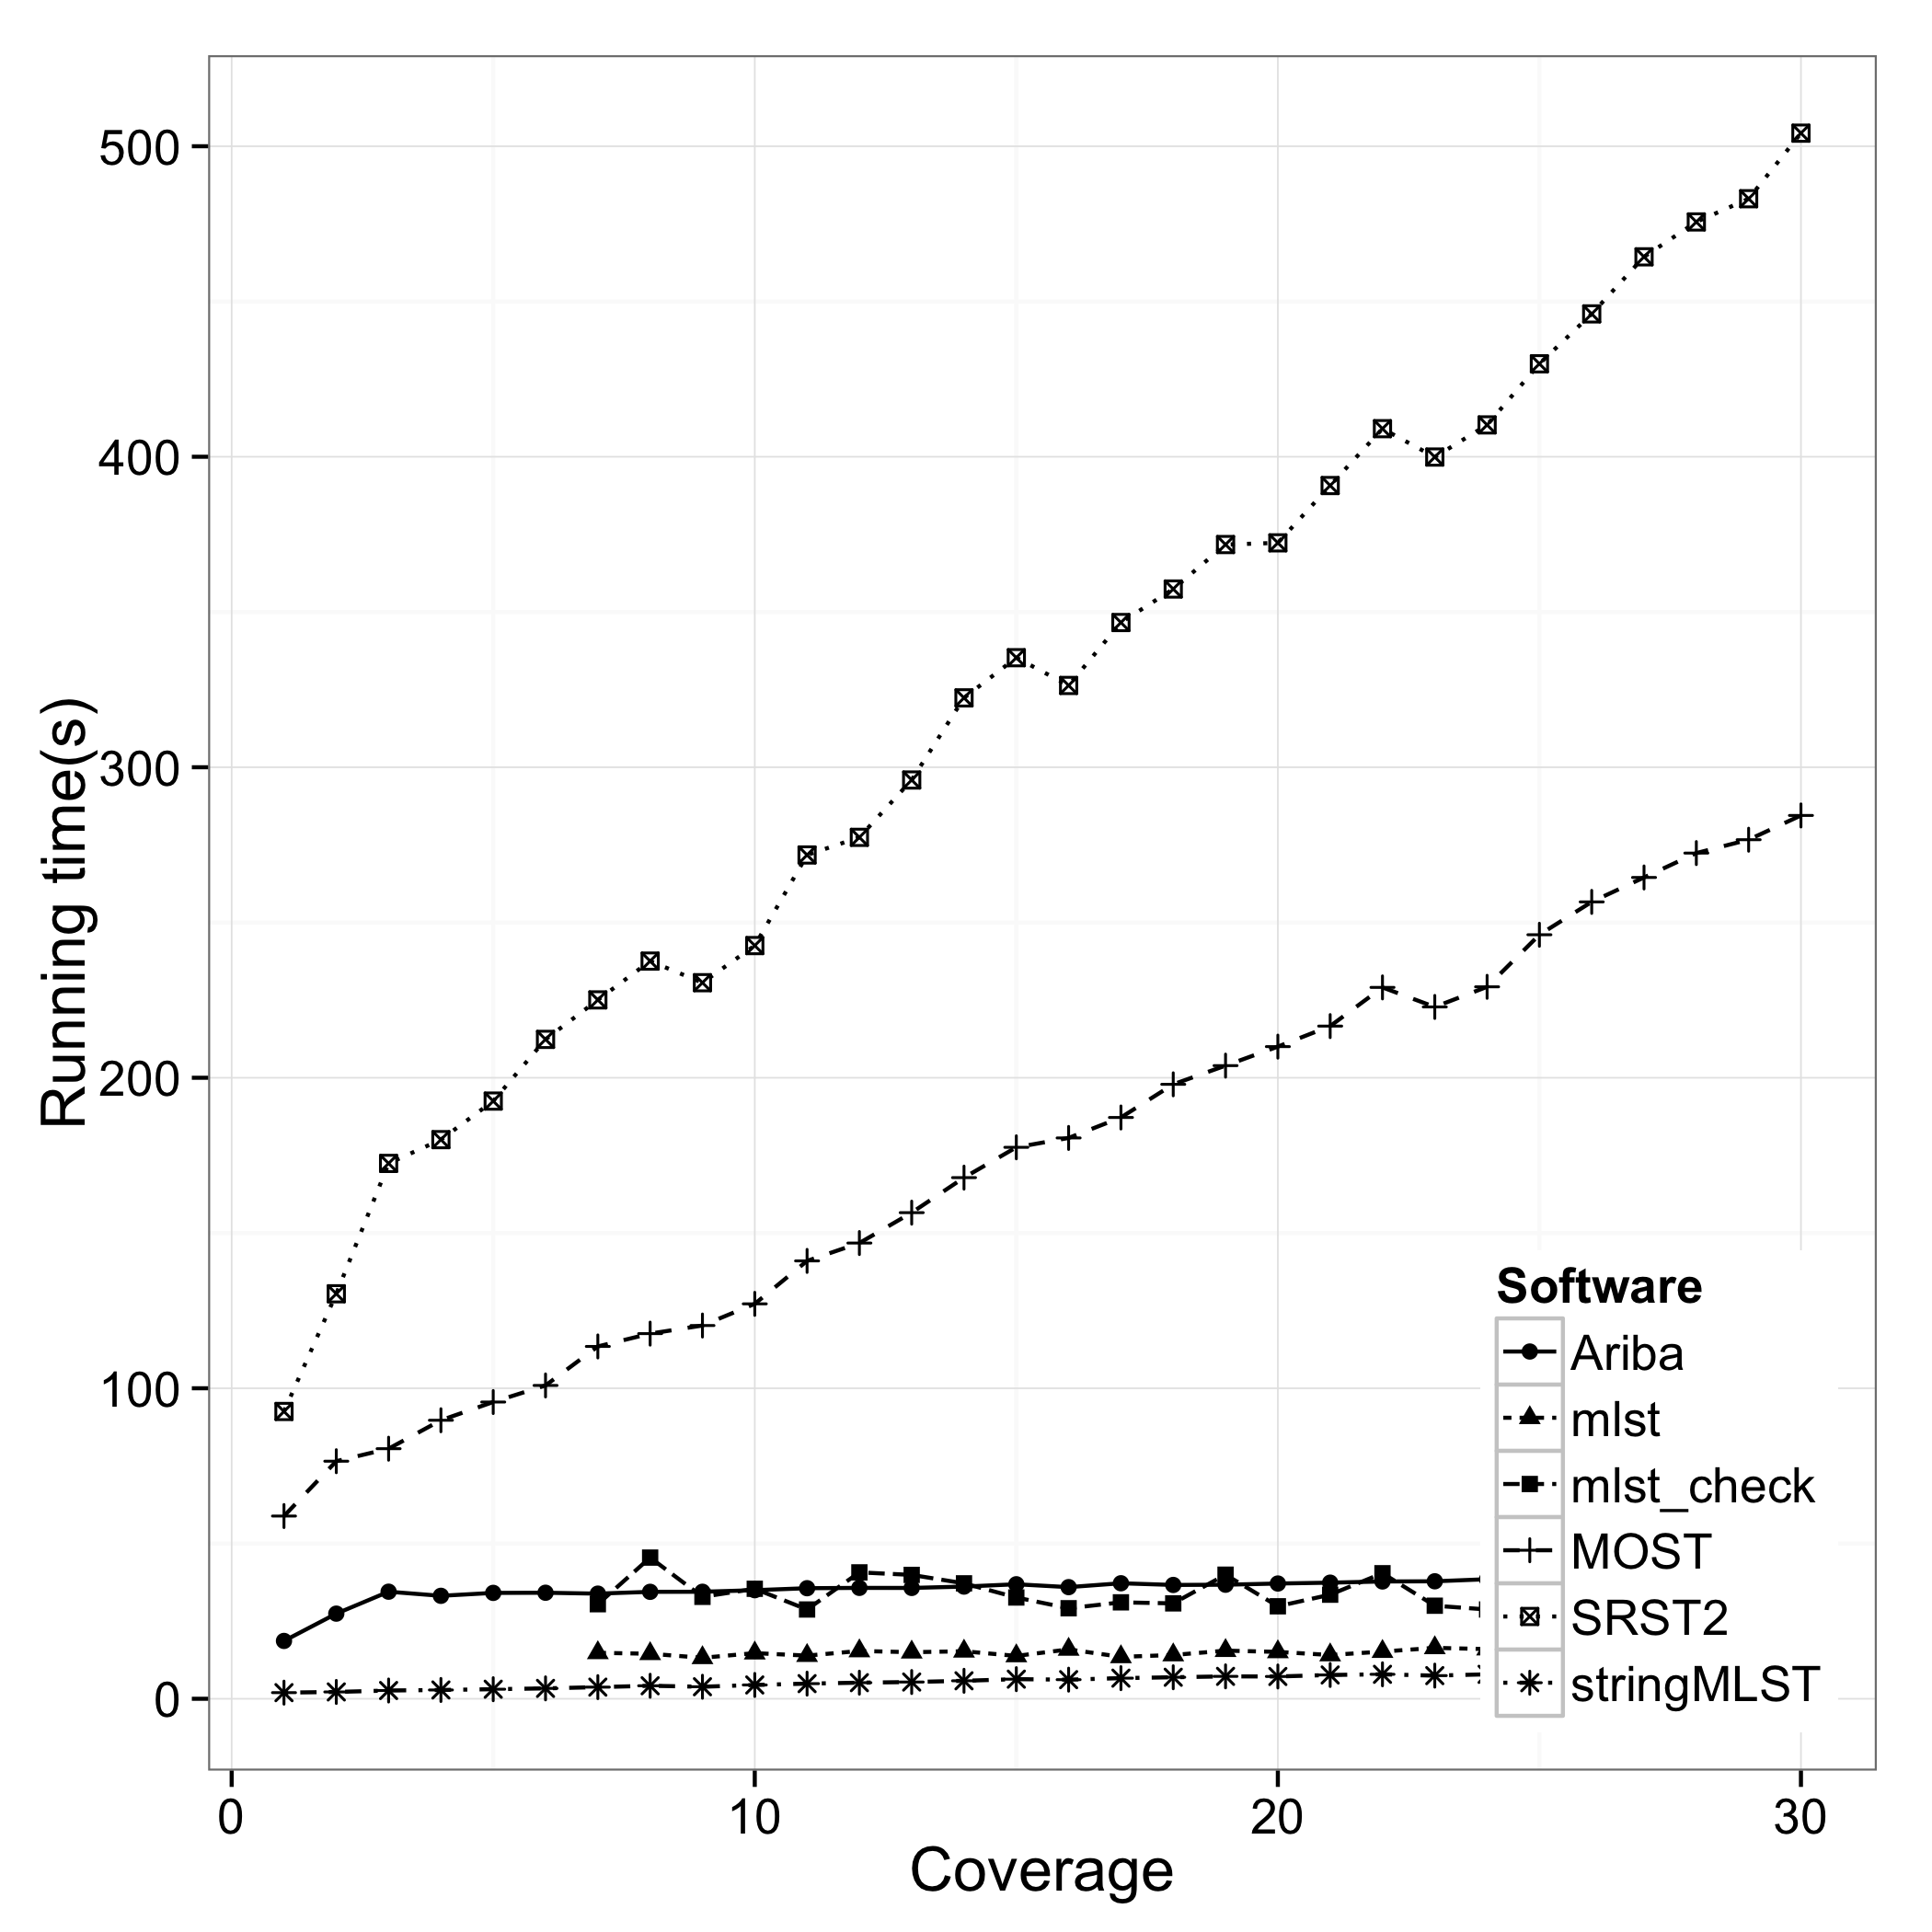 500
400
300
200
100
0
Running time(s)
0 10 20 30
Coverage
Software
Ariba
mlst
mlst_check
MOST
SRST2
stringMLST